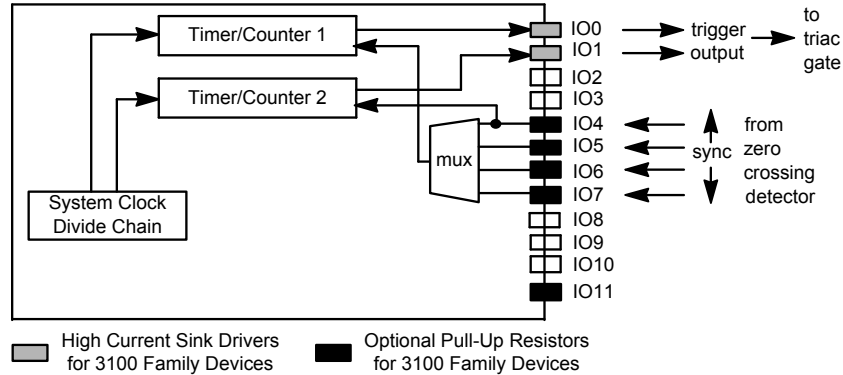 Timer/Counter 1
Timer/Counter 2
System Clock
Divide Chain
mux
IO0
IO1
IO2
IO3
IO4
IO5
IO6
IO7
IO8
IO9
IO10
IO11
trigger
output
to
triac
gate
sync
from
zero
crossing
detector
High Current Sink Drivers
for 3100 Family Devices
Optional Pull-Up Resistors
for 3100 Family Devices